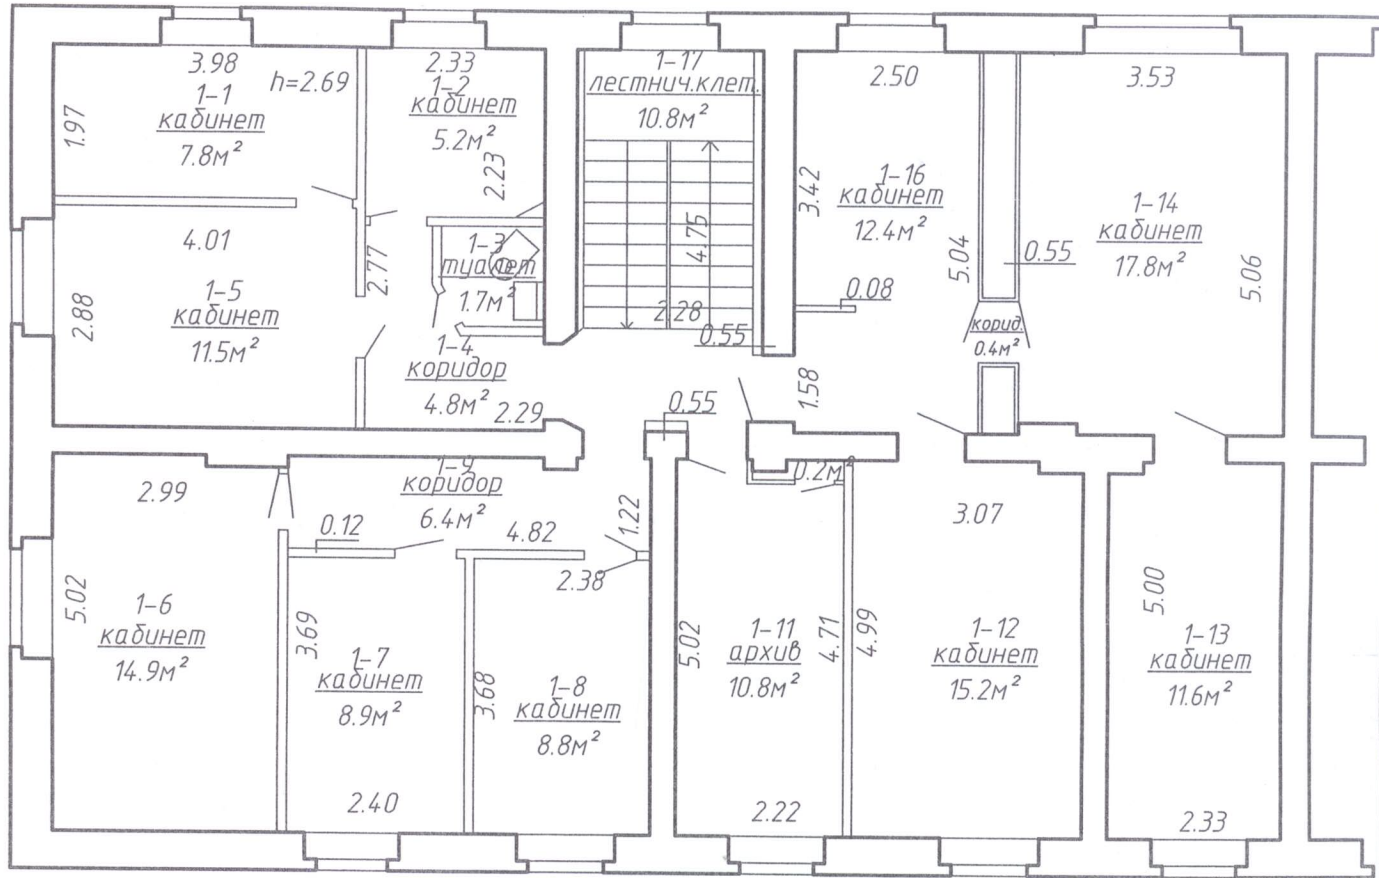 3.98
h=2.69
1-1
кабинет
7.8м²
1.97
2.33
1-2
кабинет
5.2м²
2.23
1-17
лестнич.клет.
10.8м²
4.75
2.28
0.55
2.50
3.42
1-16
кабинет
12.4м²
5.04
0.08
1.58
0.55
3.53
1-14
кабинет
17.8м²
5.06
корид.
0.4м²
4.01
2.88
1-5
кабинет
11.5м²
2.77
1-3
туалет
1.7м²
1-4
коридор
4.8м²
2.29
0.55
2.99
5.02
1-6
кабинет
14.9м²
1-9
коридор
6.4м²
0.12
4.82
1.22
3.69
1-7
кабинет
8.9м²
2.40
2.38
3.68
1-8
кабинет
8.8м²
0.2м²
5.02
1-11
архив
10.8м²
4.71
2.22
3.07
4.99
1-12
кабинет
15.2м²
5.00
1-13
кабинет
11.6м²
2.33